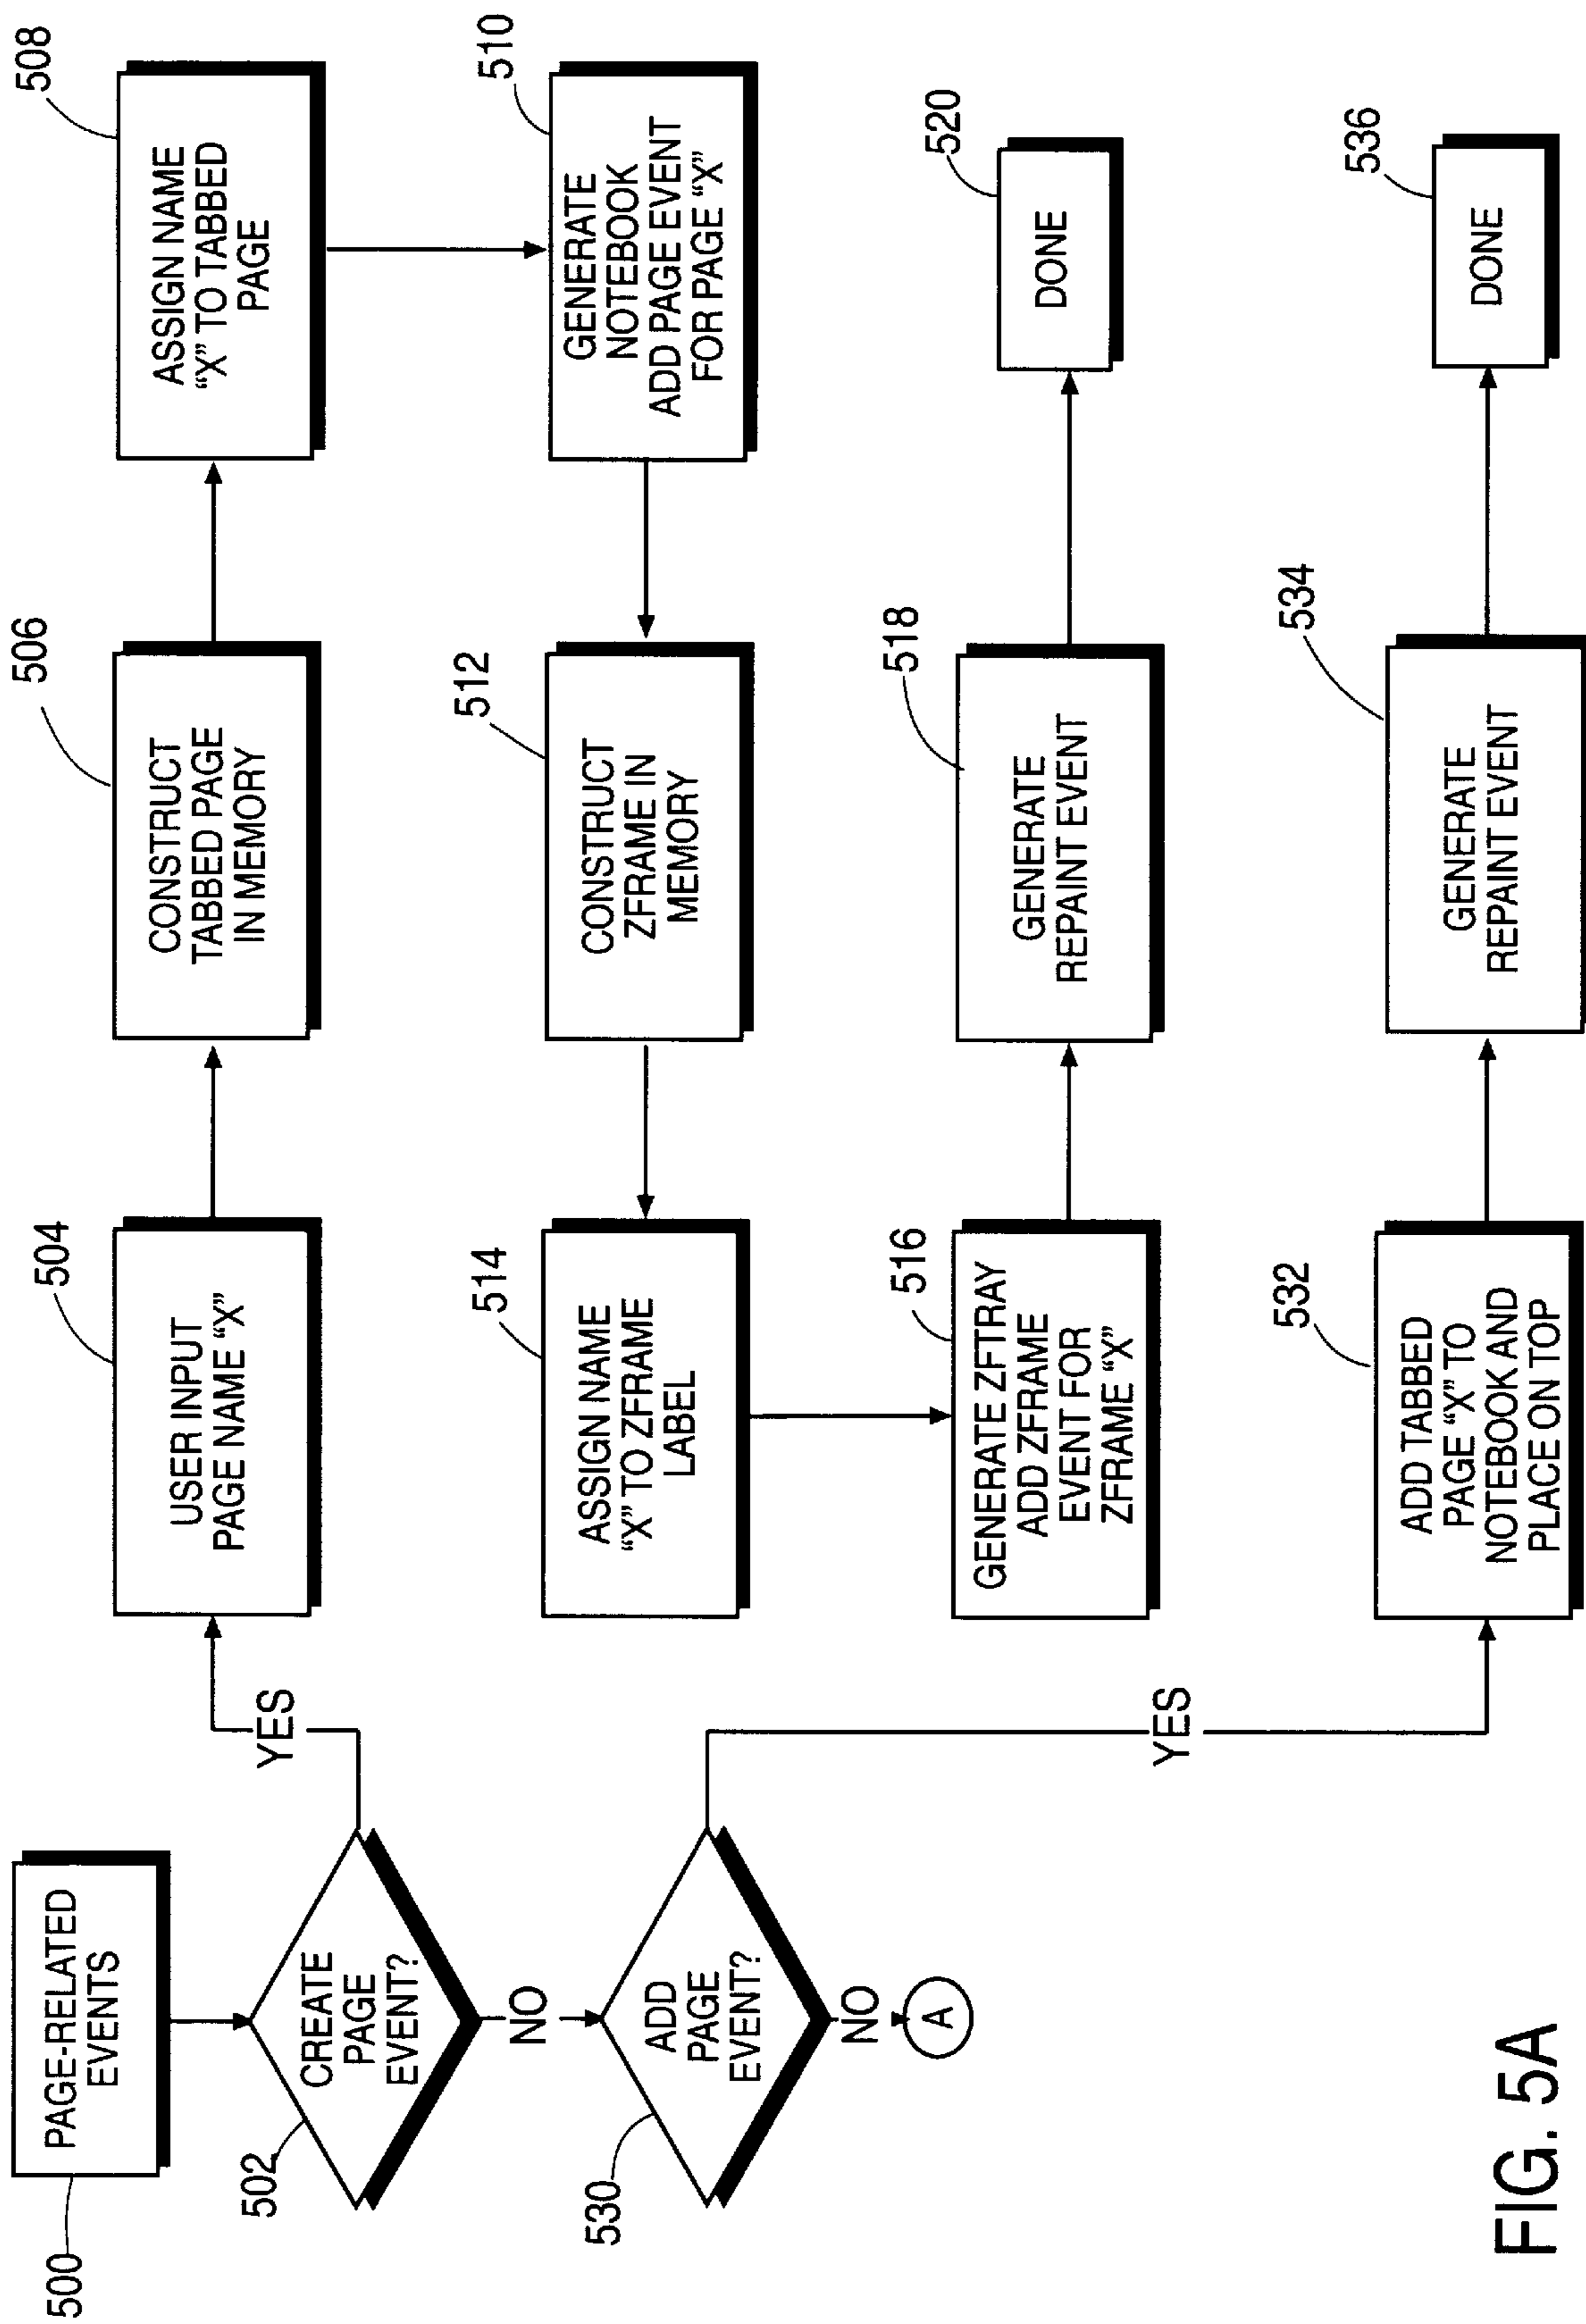 500
PAGE-RELATED
EVENTS
502
CREATE
PAGE
EVENT?
YES
NO
504
USER INPUT
PAGE NAME “X”
506
CONSTRUCT
TABBED PAGE
IN MEMORY
508
ASSIGN NAME
“X” TO TABBED
PAGE
510
GENERATE
NOTEBOOK
ADD PAGE EVENT
FOR PAGE “X”
512
CONSTRUCT
ZFRAME IN
MEMORY
514
ASSIGN NAME
“X” TO ZFRAME
LABEL
516
GENERATE ZFTRAY
ADD ZFRAME
EVENT FOR
ZFRAME “X”
518
GENERATE
REPAINT EVENT
520
DONE
530
ADD
PAGE
EVENT?
YES
NO
A
532
ADD TABBED
PAGE “X” TO
NOTEBOOK AND
PLACE ON TOP
534
GENERATE
REPAINT EVENT
536
DONE
FIG. 5A